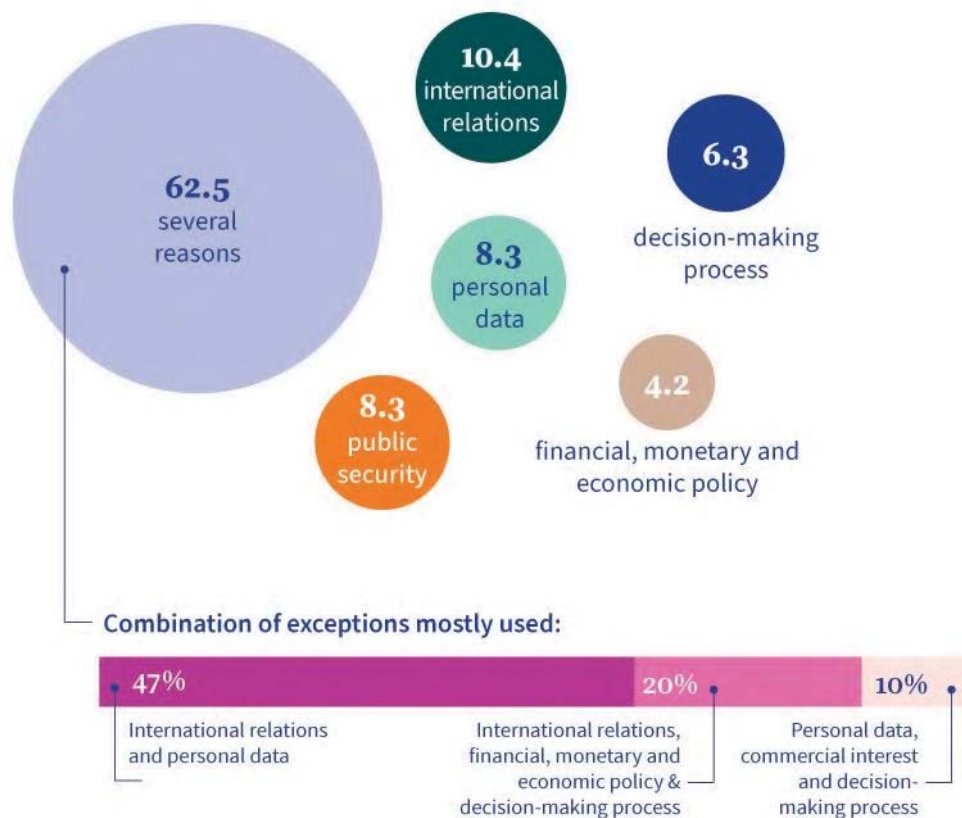 62.5
several
reasons
10.4
international
relations
6.3
decision-making
process
8.3
personal
data
8.3
public
security
4.2
financial, monetary and
economic policy
Combination of exceptions mostly used:
47%
International relations
and personal data
20%
International relations,
financial, monetary and
economic policy &
decision-making process
10%
Personal data,
commercial interest
and decision-
making process